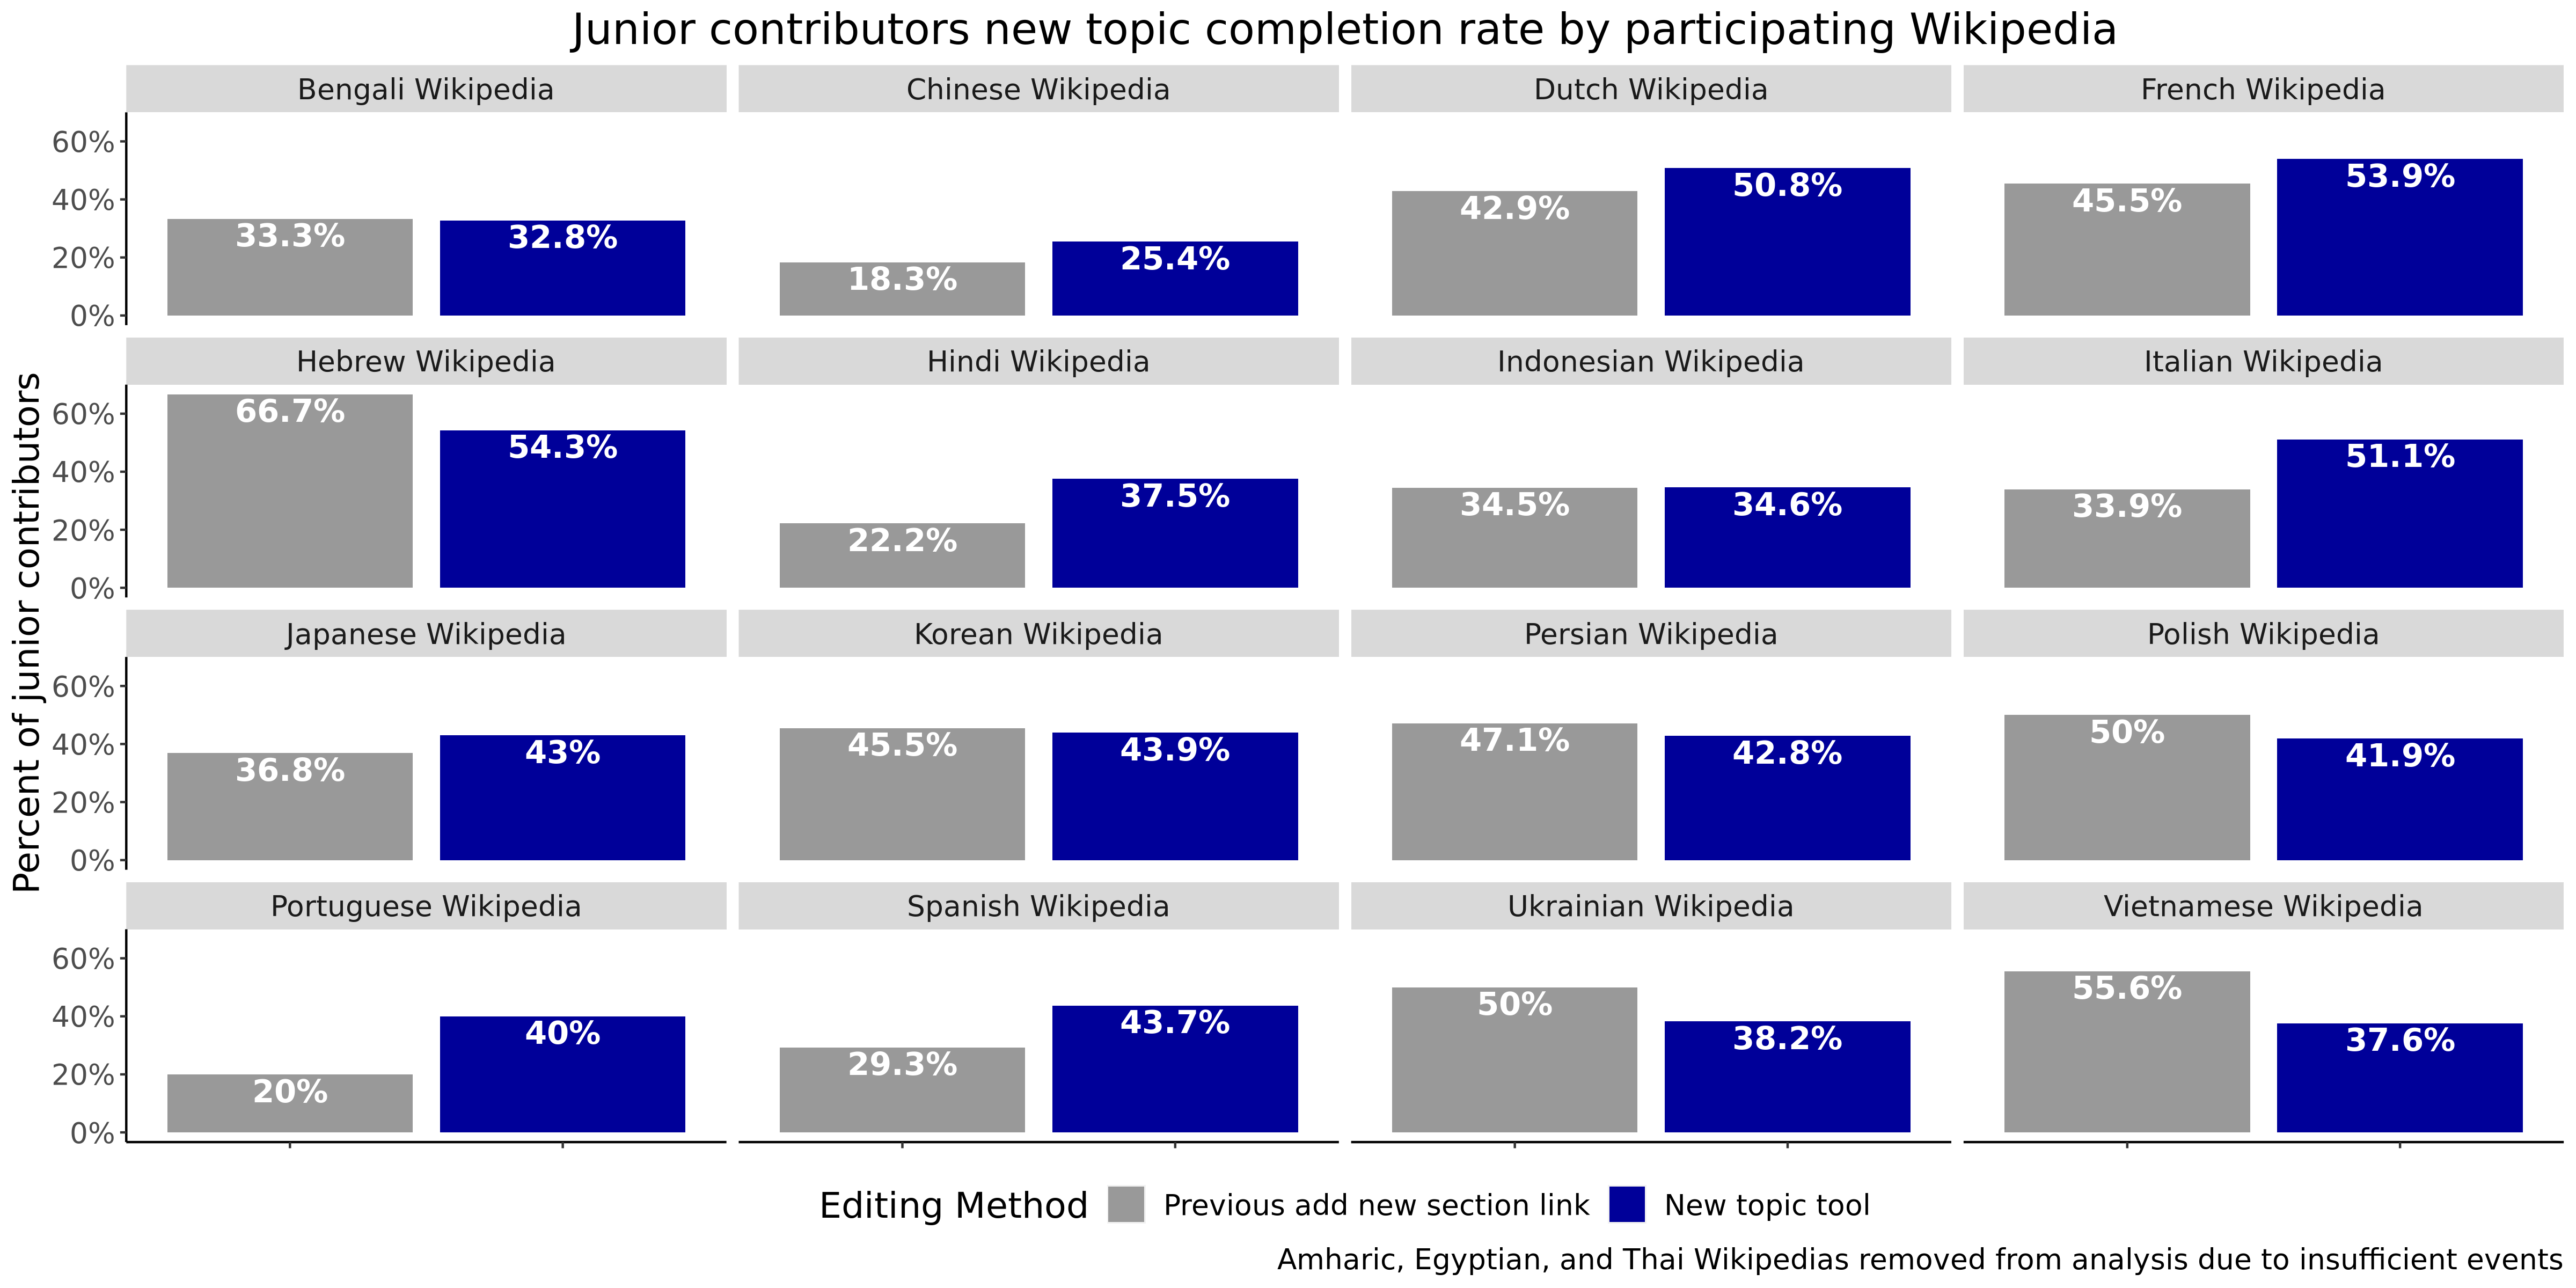 Junior contributors new topic completion rate by participating Wikipedia
Percent of junior contributors
Bengali Wikipedia
Chinese Wikipedia
Dutch Wikipedia
French Wikipedia
60%
40%
20%
0%
33.3%
32.8%
18.3%
25.4%
42.9%
50.8%
45.5%
53.9%
Hebrew Wikipedia
Hindi Wikipedia
Indonesian Wikipedia
Italian Wikipedia
60%
40%
20%
0%
66.7%
54.3%
22.2%
37.5%
34.5%
34.6%
33.9%
51.1%
Japanese Wikipedia
Korean Wikipedia
Persian Wikipedia
Polish Wikipedia
60%
40%
20%
0%
36.8%
43%
45.5%
43.9%
47.1%
42.8%
50%
41.9%
Portuguese Wikipedia
Spanish Wikipedia
Ukrainian Wikipedia
Vietnamese Wikipedia
60%
40%
20%
0%
20%
40%
29.3%
43.7%
50%
38.2%
55.6%
37.6%
Editing Method
Previous add new section link
New topic tool
Amharic, Egyptian, and Thai Wikipedias removed from analysis due to insufficient events